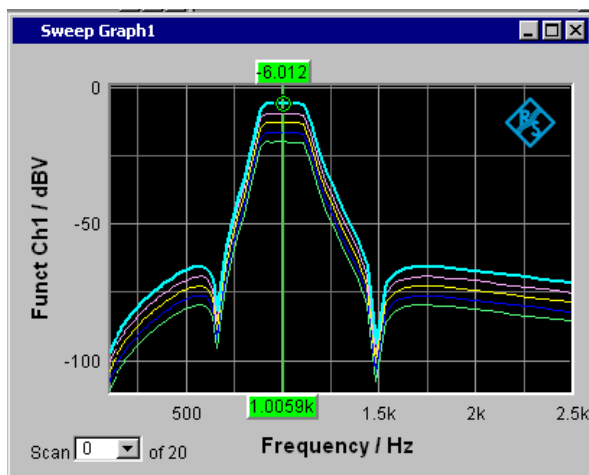 Sweep Graph1
-6.012
0
-50
-100
Funct Ch1 / dBV
R&S
500
1.0059k
1.5k
2k
2.5k
Scan 0 of 20
Frequency / Hz